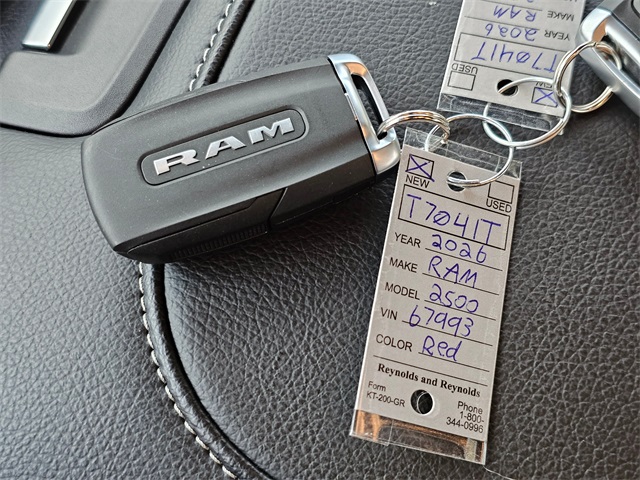 RAM
NEW
USED
T7041T
YEAR 2026
MAKE RAM
MODEL 2500
VIN 67993
COLOR Red
Reynolds and Reynolds
Form
KT-200-GR
Phone
1-800-
344-0996
USED
T7041T
YEAR 2026
MAKE RAM